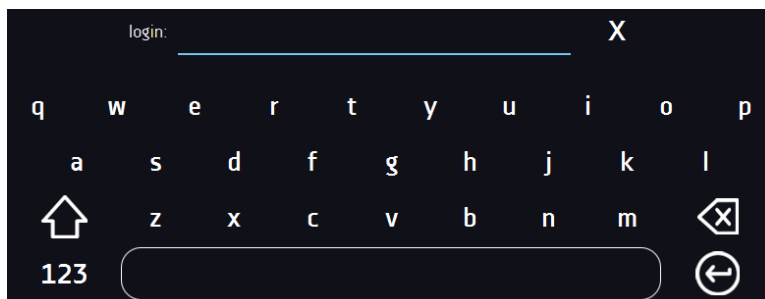 login: X
q w e r t y u i o p
a s d f g h j k l
z x c v b n m
123